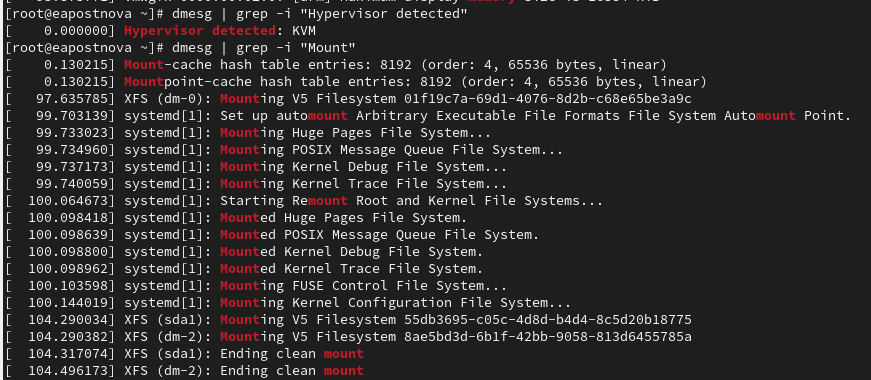 [root@eapostnova ~]# dmesg | grep -i "Hypervisor detected"
[    0.000000] Hypervisor detected: KVM
[root@eapostnova ~]# dmesg | grep -i "Mount"
[    0.130215] Mount-cache hash table entries: 8192 (order: 4, 65536 bytes, linear)
[    0.130215] Mountpoint-cache hash table entries: 8192 (order: 4, 65536 bytes, linear)
[   97.635785] XFS (dm-0): Mounting V5 Filesystem 01f19c7a-69d1-4076-8d2b-c68e65be3a9c
[   99.703139] systemd[1]: Set up automount Arbitrary Executable File Formats File System Automount Point.
[   99.733023] systemd[1]: Mounting Huge Pages File System...
[   99.734960] systemd[1]: Mounting POSIX Message Queue File System...
[   99.737173] systemd[1]: Mounting Kernel Debug File System...
[   99.740059] systemd[1]: Mounting Kernel Trace File System...
[  100.064673] systemd[1]: Starting Remount Root and Kernel File Systems...
[  100.098418] systemd[1]: Mounted Huge Pages File System.
[  100.098639] systemd[1]: Mounted POSIX Message Queue File System.
[  100.098800] systemd[1]: Mounted Kernel Debug File System.
[  100.098962] systemd[1]: Mounted Kernel Trace File System.
[  100.103598] systemd[1]: Mounting FUSE Control File System...
[  100.144019] systemd[1]: Mounting Kernel Configuration File System...
[  104.290034] XFS (sda1): Mounting V5 Filesystem 55db3695-c05c-4d8d-b4d4-8c5d20b18775
[  104.290382] XFS (dm-2): Mounting V5 Filesystem 8ae5bd3d-6b1f-42bb-9058-813d6455785a
[  104.317074] XFS (sda1): Ending clean mount
[  104.496173] XFS (dm-2): Ending clean mount